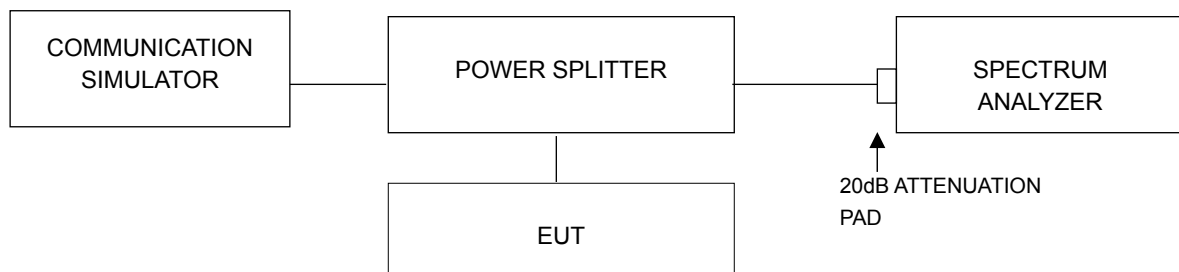 COMMUNICATION
SIMULATOR
POWER SPLITTER
SPECTRUM
ANALYZER
20dB ATTENUATION
PAD
EUT